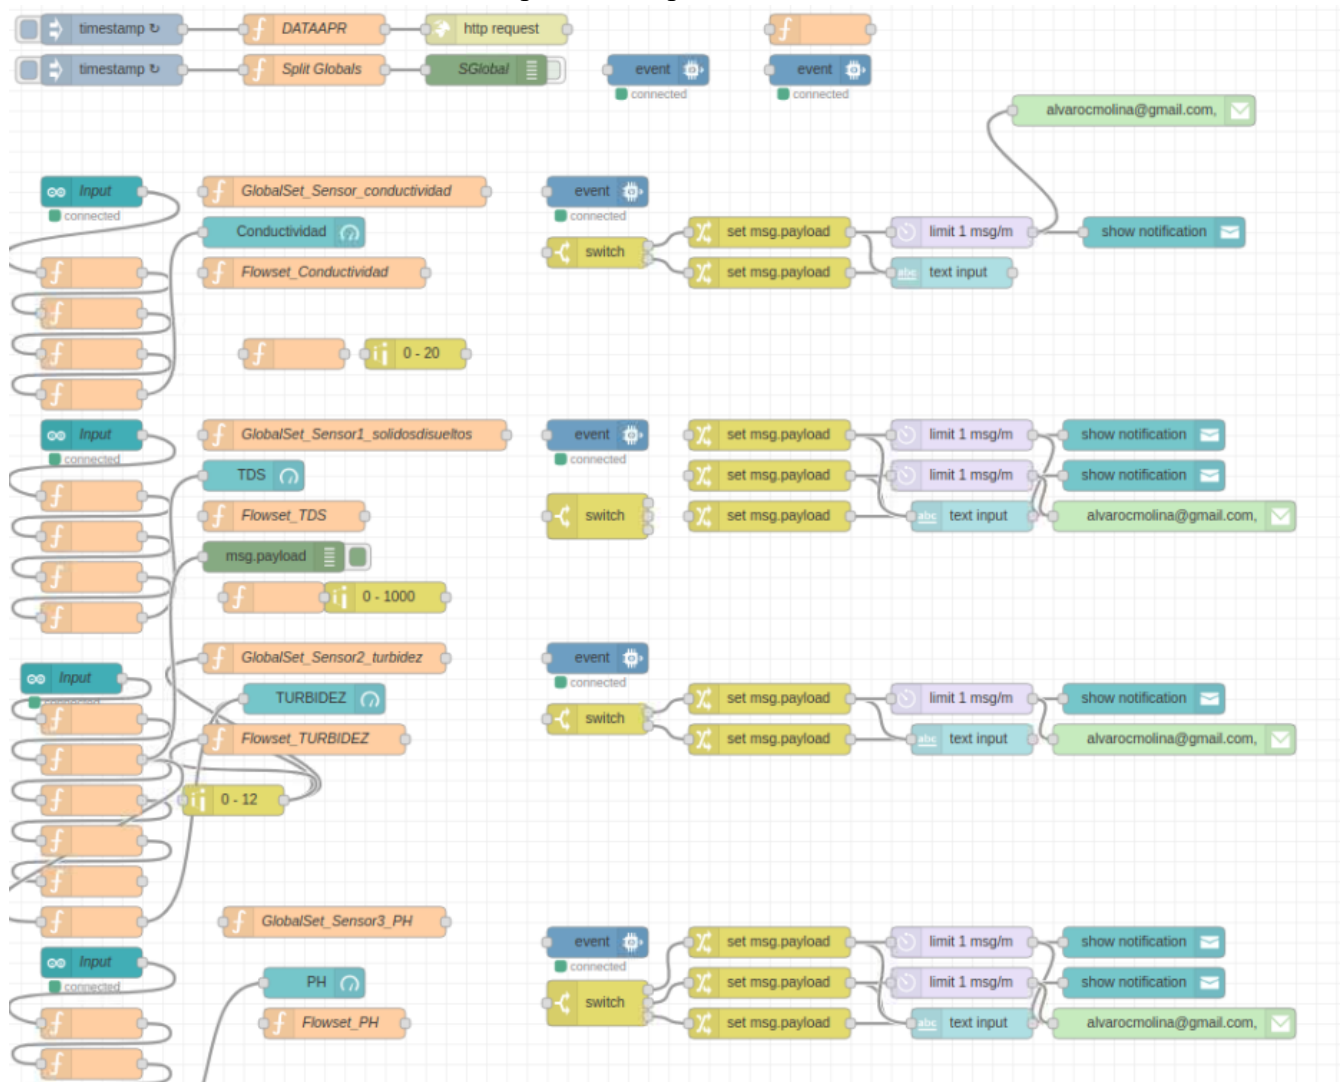 timestamp ↻ DATAAPR http request
timestamp ↻ Split Globals SGlobal event event
connected connected
alvarocmolina@gmail.com,
Input GlobalSet_Sensor_conductividad event
connected connected
Conductividad set msg.payload limit 1 msg/m show notification
switch
Flowset_Conductividad set msg.payload abc text input
0 - 20
Input GlobalSet_Sensor1_solidosdisueltos event set msg.payload limit 1 msg/m show notification
connected connected
TDS set msg.payload limit 1 msg/m show notification
Flowset_TDS switch set msg.payload abc text input alvarocmolina@gmail.com,
msg.payload
0 - 1000
GlobalSet_Sensor2_turbidez event
Input connected
connected
TURBIDEZ set msg.payload limit 1 msg/m show notification
switch
Flowset_TURBIDEZ set msg.payload abc text input alvarocmolina@gmail.com,
0 - 12
GlobalSet_Sensor3_PH
event set msg.payload limit 1 msg/m show notification
Input connected
connected
PH set msg.payload limit 1 msg/m show notification
switch
Flowset_PH set msg.payload abc text input alvarocmolina@gmail.com,